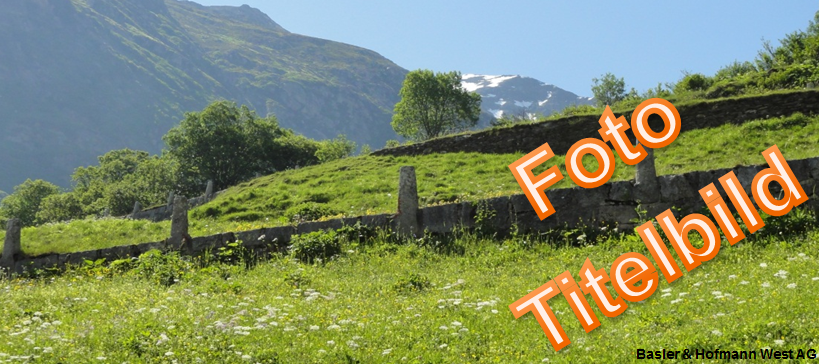 Foto
Titelbild
Basler & Hofmann West AG